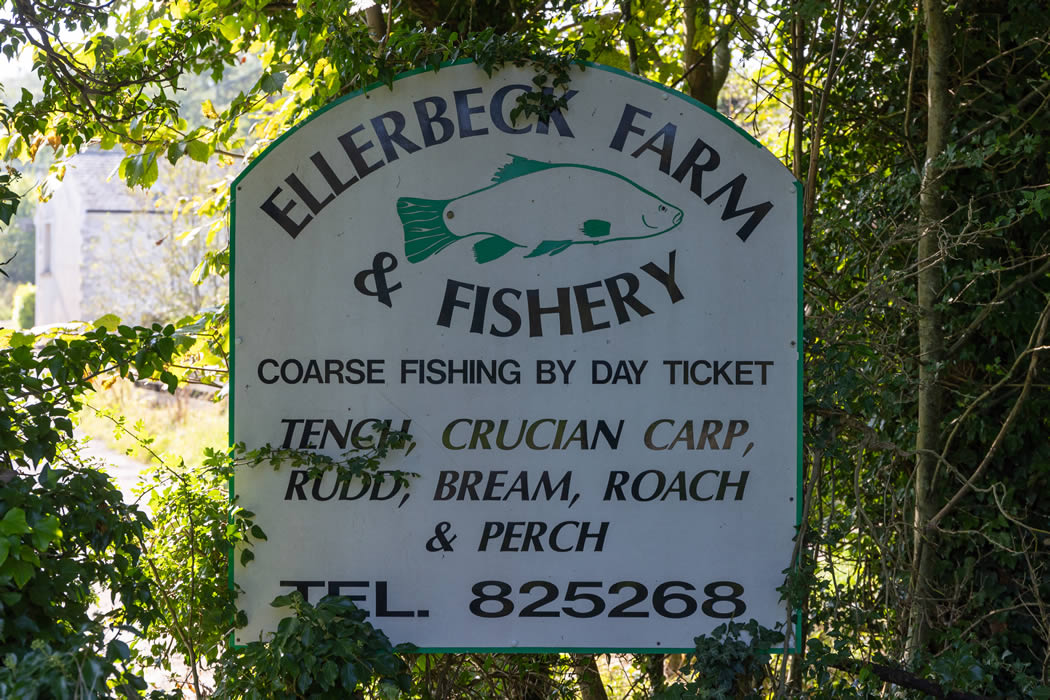 ELLERBECK FARM
& FISHERY
COARSE FISHING BY DAY TICKET
TENCH, CRUCIAN CARP,
RUDD, BREAM, ROACH
& PERCH
TEL. 825268